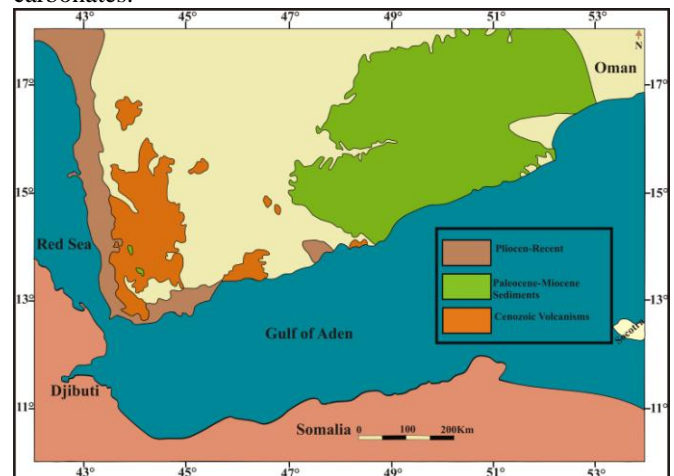 carbonates.
43° 45° 47° 49° 51° 53°
N
Oman
17° 17°
15° 15°
Red Sea
Pliocen-Recent
Paleocene-Miocene
Sediments
Cenozoic Volcanisms
13° 13°
Socotra
Gulf of Aden
Djibuti
11° 11°
Somalia 0 100 200Km
43° 45° 47° 49° 51° 53°